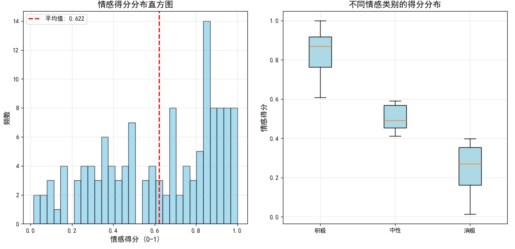 情感得分分布直方图
平均值: 0.622
14
12
10
8
6
4
2
0
频数
0.0 0.2 0.4 0.6 0.8 1.0
情感得分 (0-1)
不同情感类别的得分分布
1.0
0.8
0.6
0.4
0.2
0.0
情感得分
积极 中性 消极